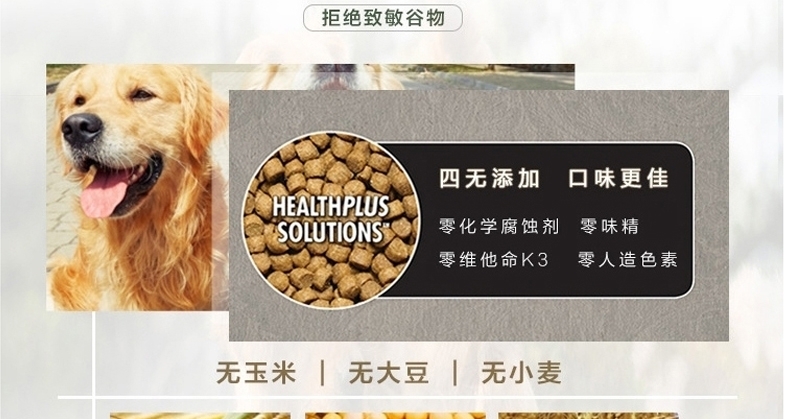 拒绝致敏谷物
四无添加 口味更佳
HEALTHPLUS
SOLUTIONS™
零化学腐蚀剂 零味精
零维他命K3 零人造色素
无玉米 | 无大豆 | 无小麦